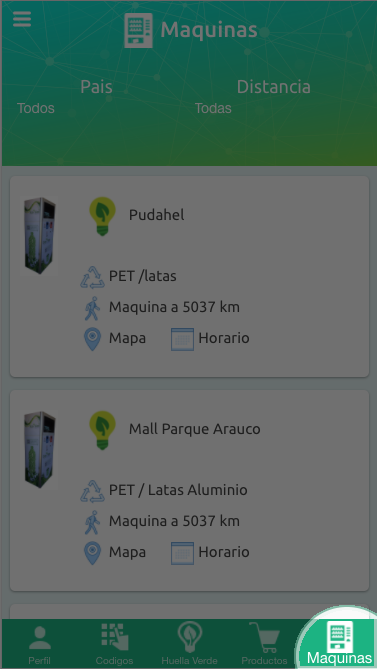 Maquinas
Pais Distancia
Todos Todas
Pudahel
PET /latas
Maquina a 5037 km
Mapa Horario
Mall Parque Arauco
PET / Latas Aluminio
Maquina a 5037 km
Mapa Horario
Perfil Codigos Huella Verde Productos Maquinas